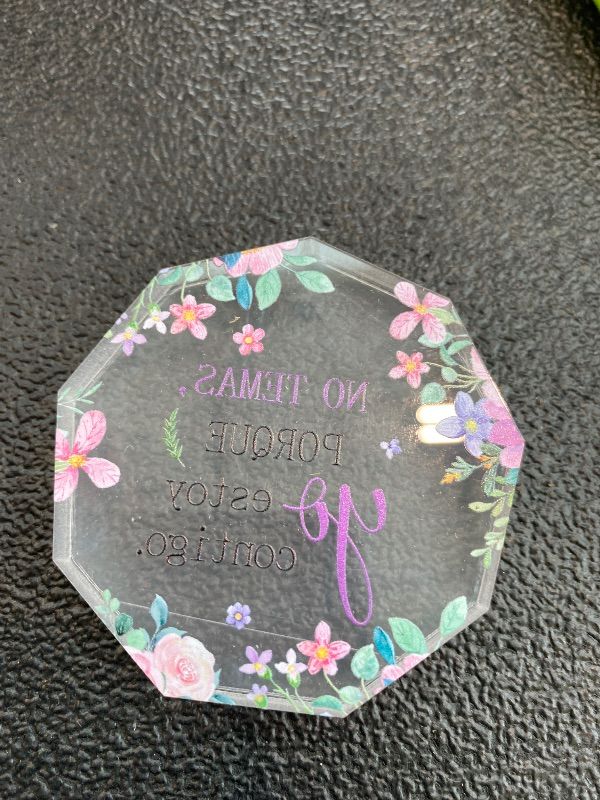 NO TEMAS,
PORQUE
yo estoy
contigo.